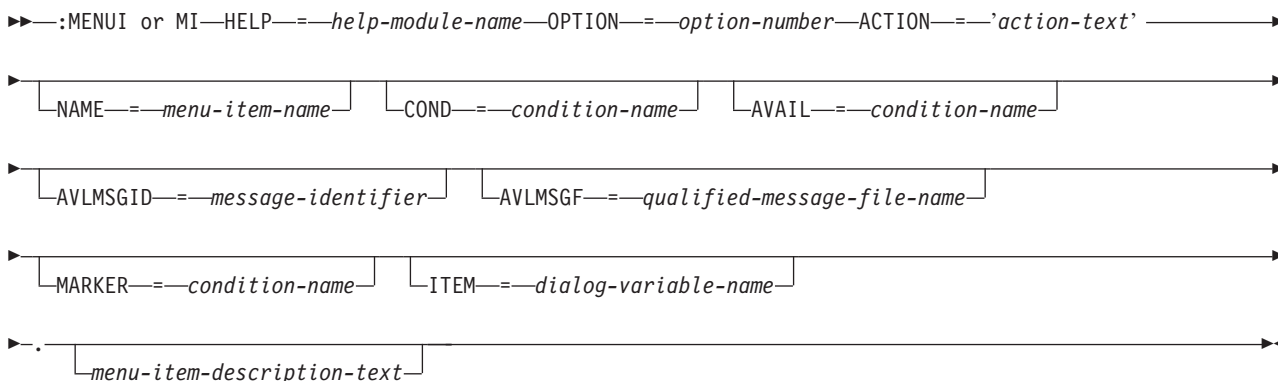 :MENUI or MI HELP = help-module-name OPTION = option-number ACTION = 'action-text'
NAME = menu-item-name COND = condition-name AVAIL = condition-name
AVLMSGID = message-identifier AVLMSGF = qualified-message-file-name
MARKER = condition-name ITEM = dialog-variable-name
.
menu-item-description-text